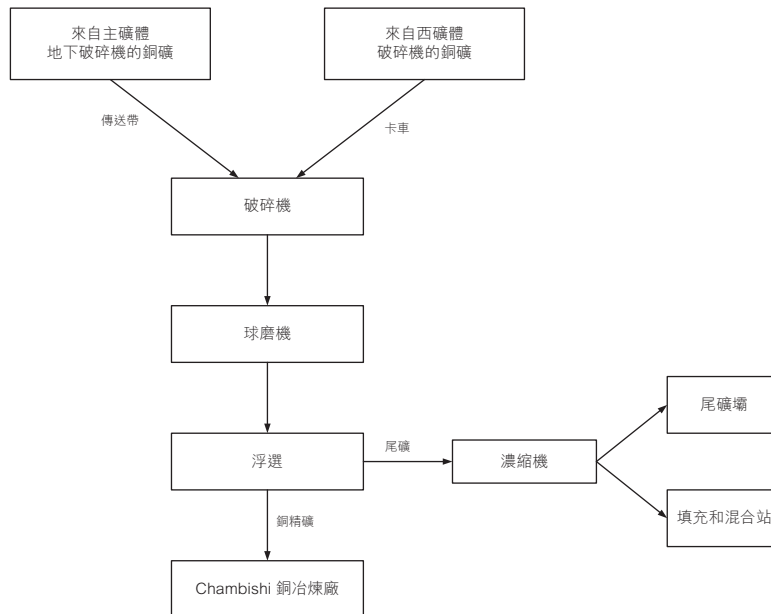 來自主礦體
地下破碎機的銅礦
來自西礦體
破碎機的銅礦
傳送帶
卡車
破碎機
球磨機
尾礦壩
浮選
尾礦
濃縮機
銅精礦
填充和混合站
Chambishi 銅冶煉廠